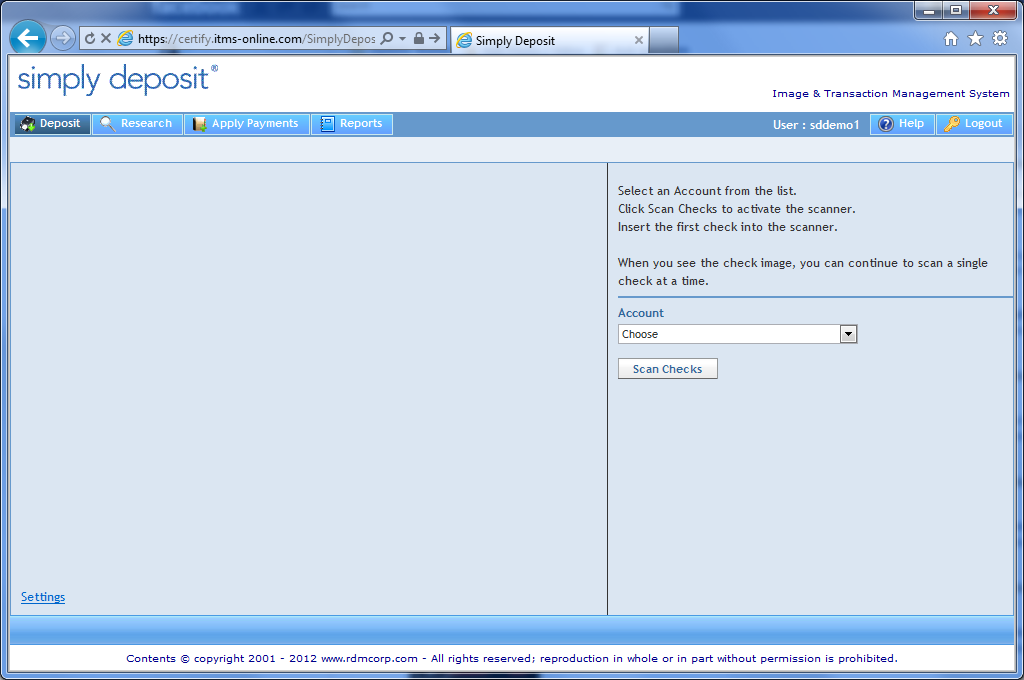 https://certify.itms-online.com/SimplyDepos
Simply Deposit
simply deposit®
Image & Transaction Management System
Deposit Research Apply Payments Reports User : sddemo1 Help Logout
Select an Account from the list.
Click Scan Checks to activate the scanner.
Insert the first check into the scanner.
When you see the check image, you can continue to scan a single
check at a time.
Account
Choose
Scan Checks
Settings
Contents © copyright 2001 - 2012 www.rdmcorp.com - All rights reserved; reproduction in whole or in part without permission is prohibited.